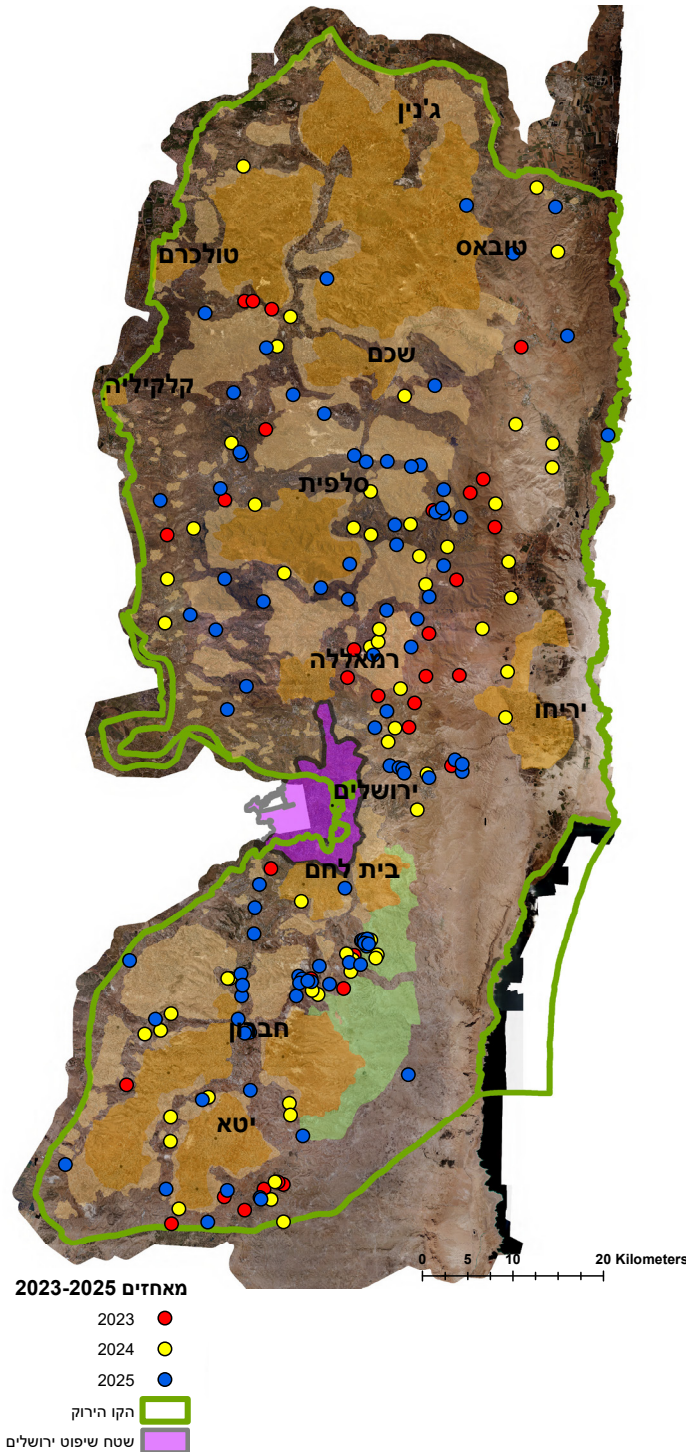 ג'נין
טולכרם
טובאס
שכם
קלקיליה
סלפית
רמאללה
יריחו
ירושלים
בית לחם
חברון
יטא
0 5 10 20 Kilometers
מאחזים 2023-2025
2023
2024
2025
הקו הירוק
שטח שיפוט ירושלים